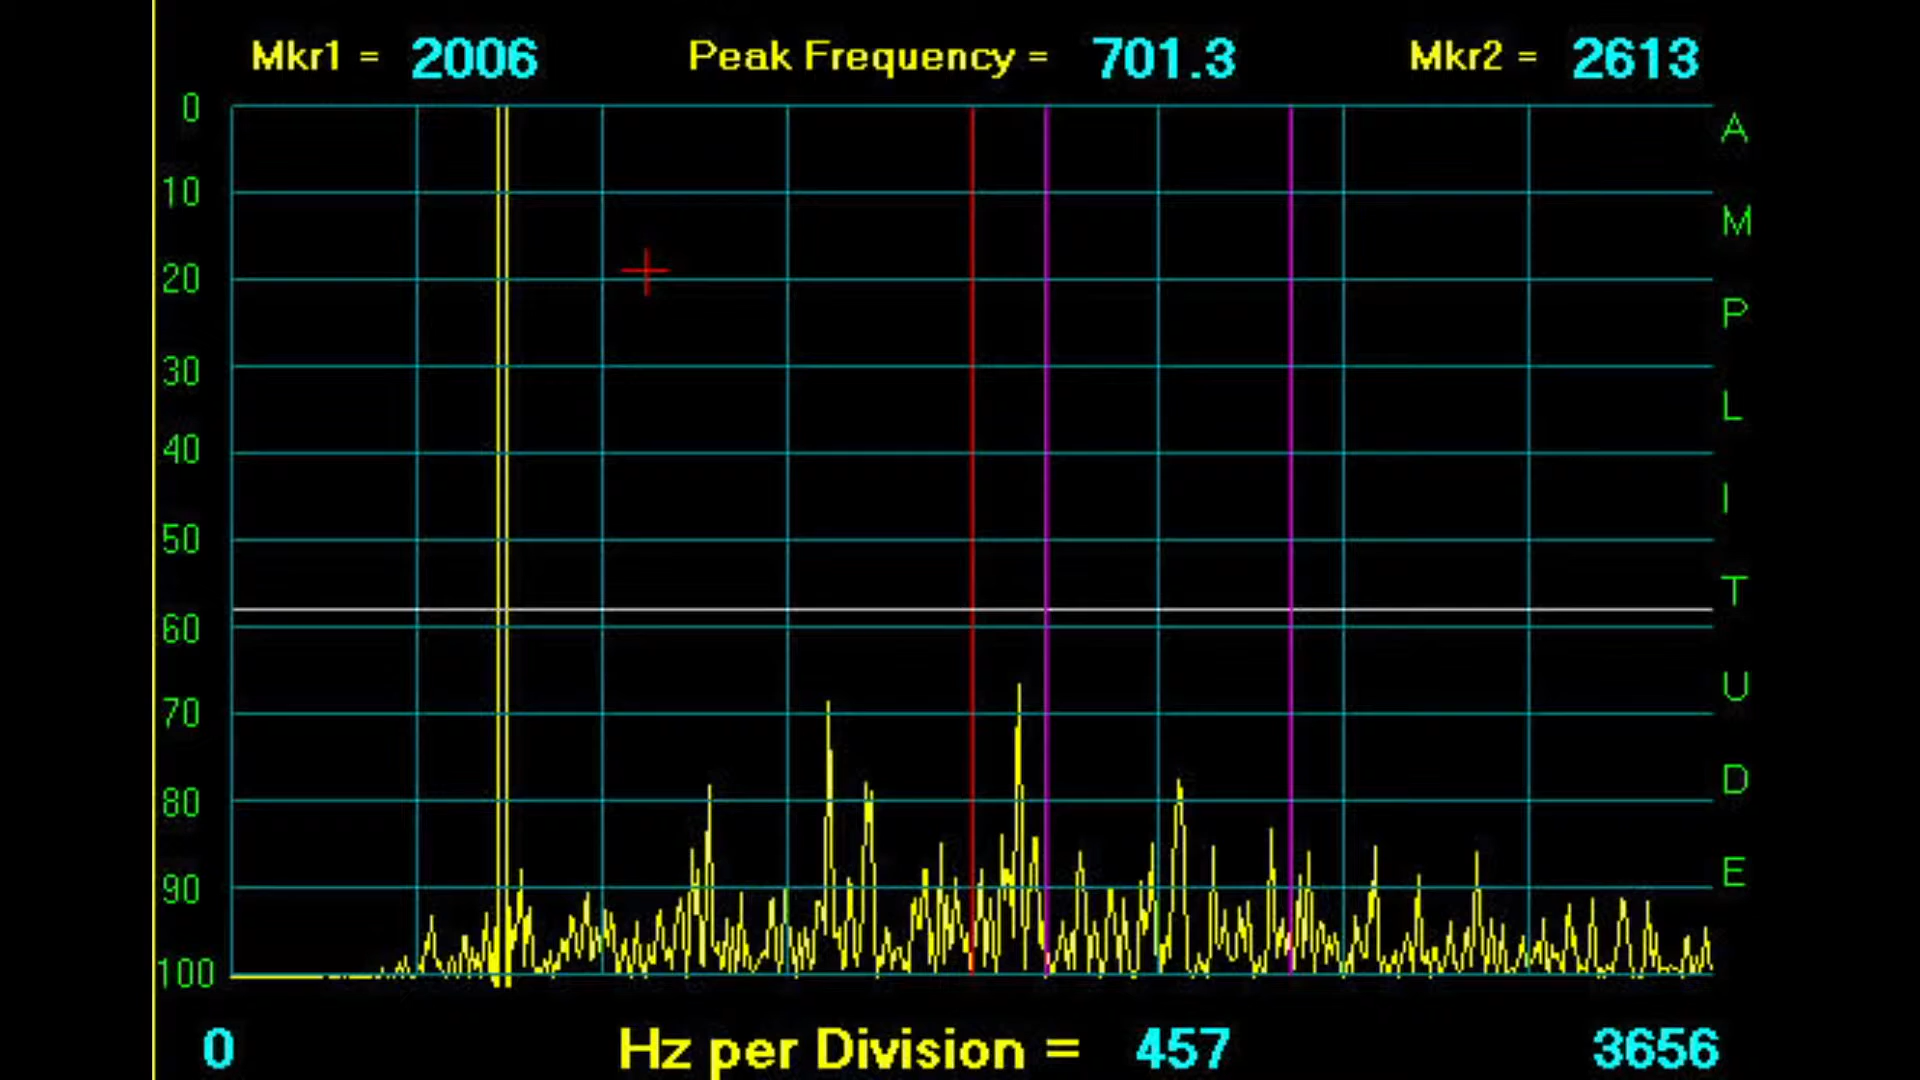 Mkr1 = 2006 Peak Frequency = 701.3 Mkr2 = 2613
0
10
20
30
40
50
60
70
80
90
100
A
M
P
L
I
T
U
D
E
0 Hz per Division = 457 3656